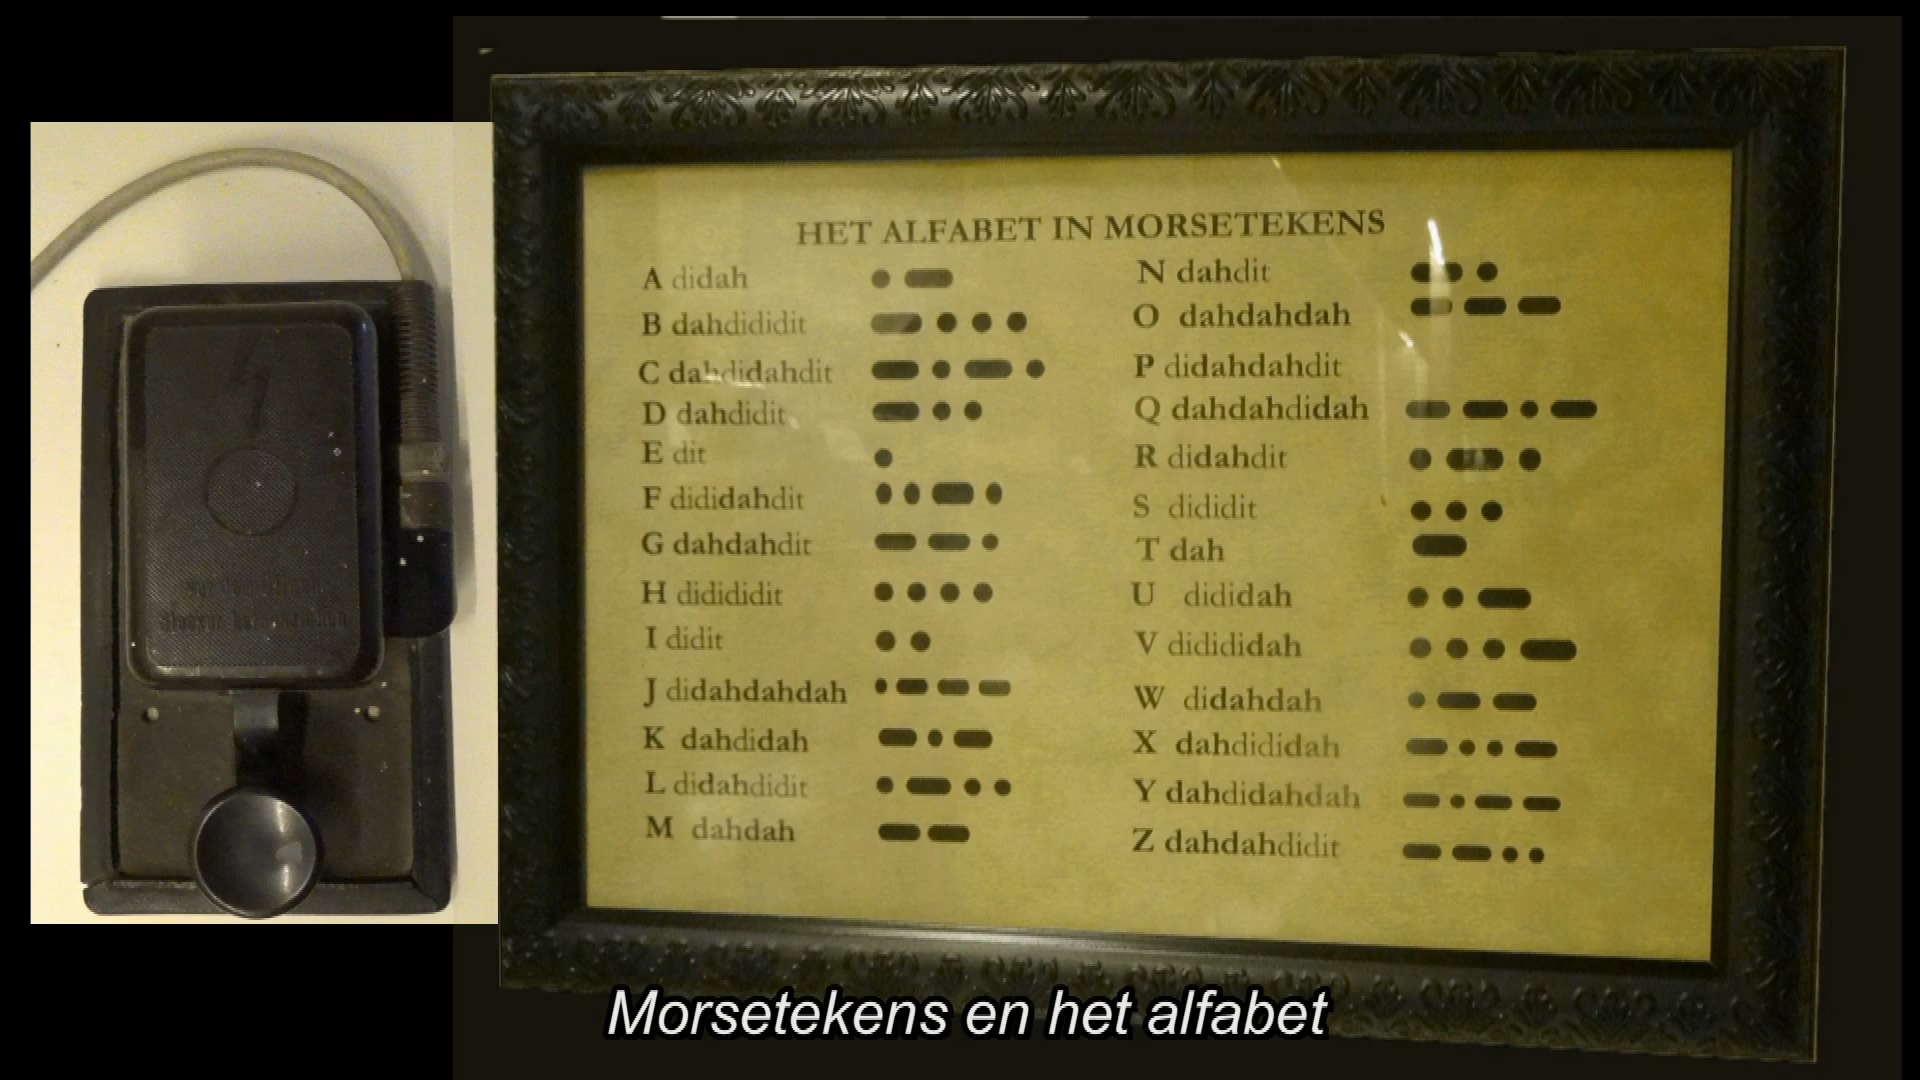 HET ALFABET IN MORSETEKENS
A didah
B dahdididit
C dahdidahdit
D dahdidit
E dit
F dididahdit
G dahdahdit
H didididit
I didit
J didahdahdah
K dahdidah
L didahdidit
M dahdah
N dahdit
O dahdahdah
P didahdahdit
Q dahdahdidah
R didahdit
S dididit
T dah
U dididah
V didididah
W didahdah
X dahdididah
Y dahdidahdah
Z dahdahdidit
Morsetekens en het alfabet